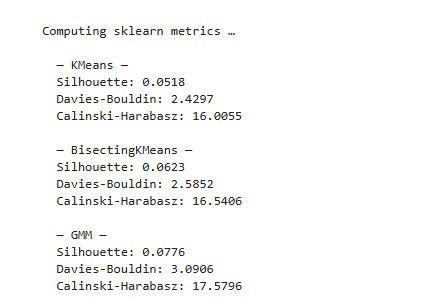 Computing sklearn metrics …
— KMeans —
Silhouette: 0.0518
Davies-Bouldin: 2.4297
Calinski-Harabasz: 16.0055
— BisectingKMeans —
Silhouette: 0.0623
Davies-Bouldin: 2.5852
Calinski-Harabasz: 16.5406
— GMM —
Silhouette: 0.0776
Davies-Bouldin: 3.0906
Calinski-Harabasz: 17.5796